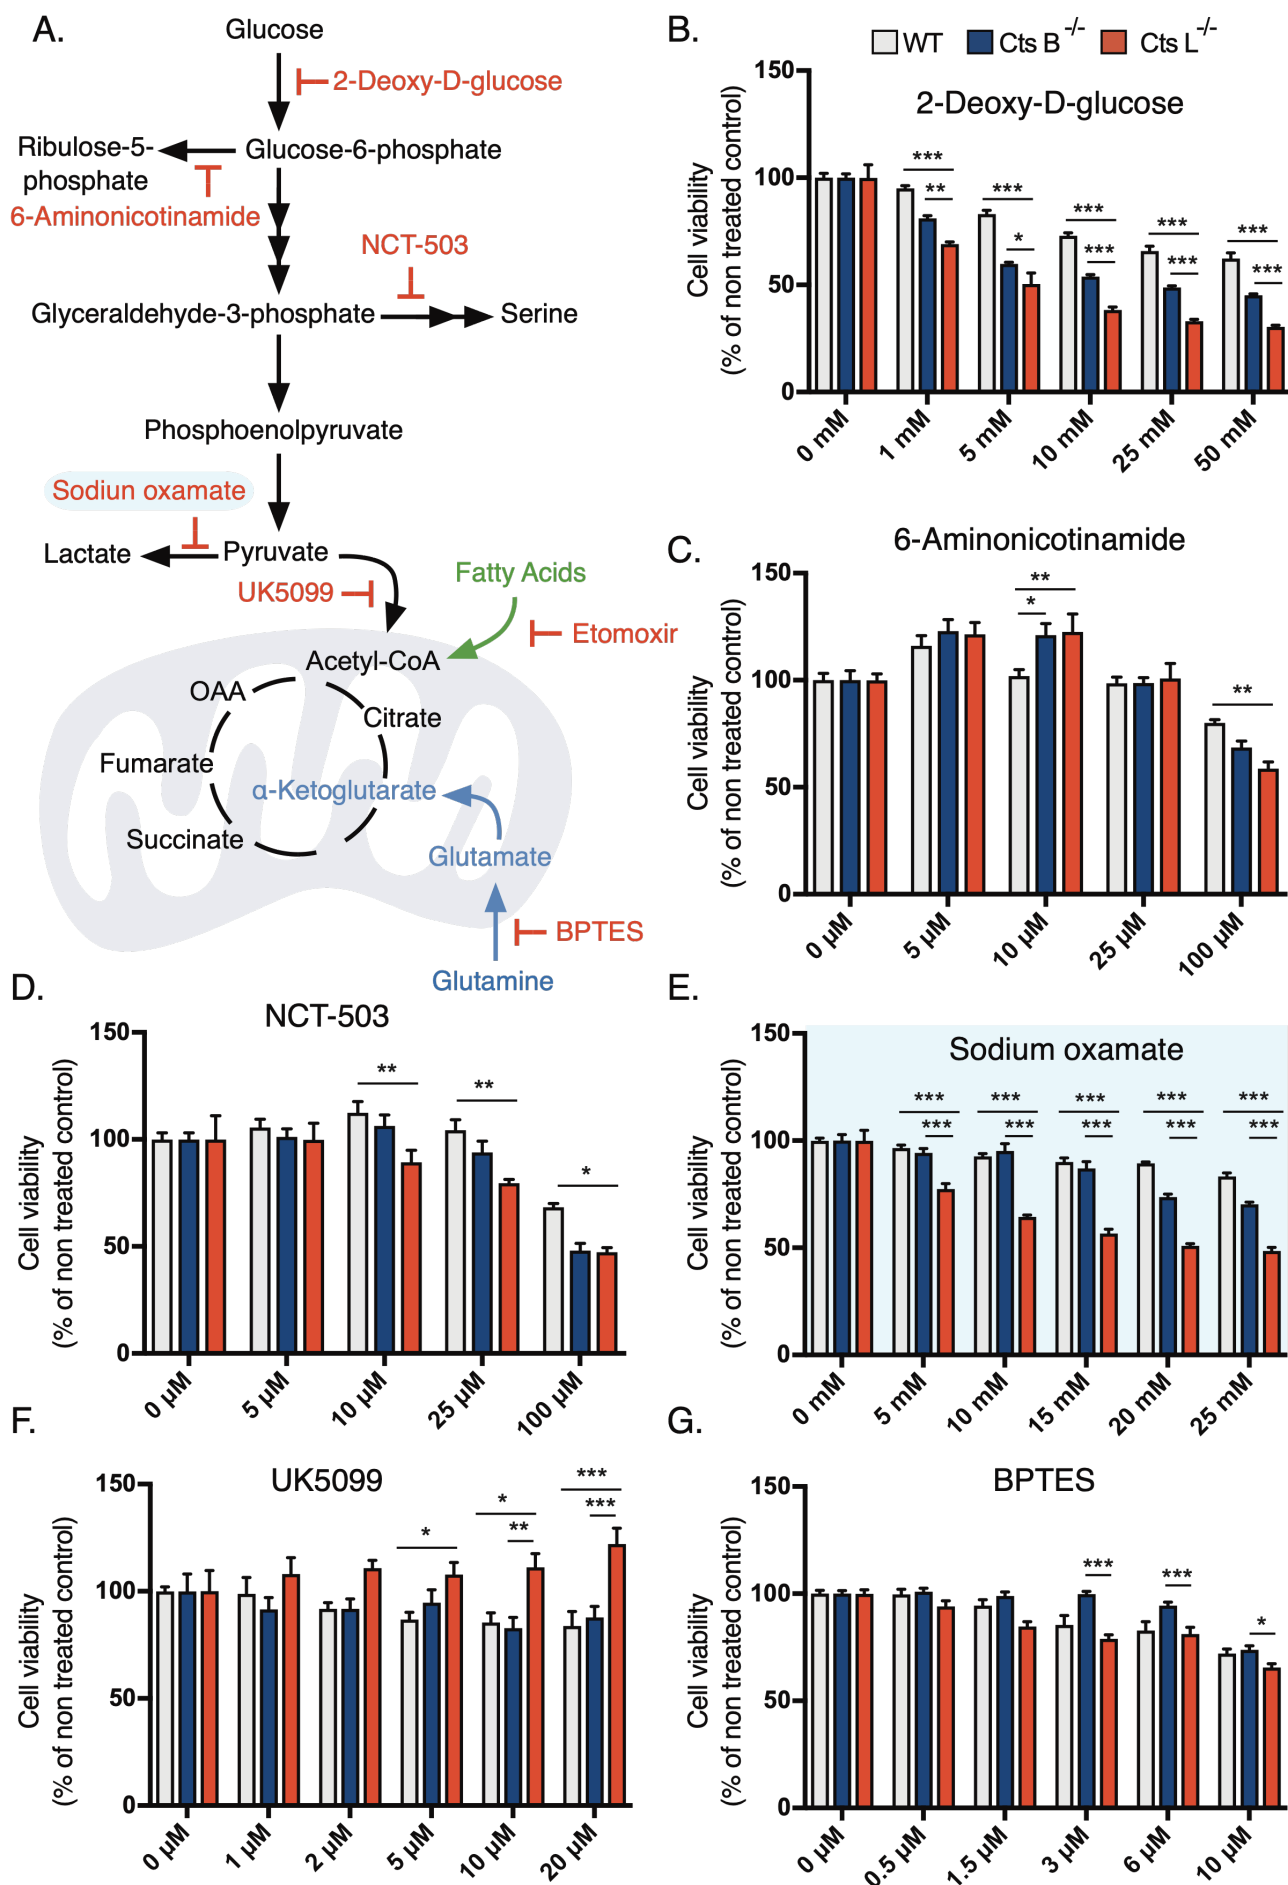 A.
Glucose
2-Deoxy-D-glucose
Ribulose-5-
phosphate
Glucose-6-phosphate
6-Aminonicotinamide
NCT-503
Glyceraldehyde-3-phosphate
Serine
Phosphoenolpyruvate
Sodiun oxamate
Lactate
Pyruvate
UK5099
Fatty Acids
Etomoxir
Acetyl-CoA
OAA
Citrate
Fumarate
α-Ketoglutarate
Succinate
Glutamate
BPTES
Glutamine
B.
WT
Cts B -/-
Cts L -/-
2-Deoxy-D-glucose
Cell viability
(% of non treated control)
150
100
50
0
*** ** *** * *** *** *** *** *** ***
0 mM 1 mM 5 mM 10 mM 25 mM 50 mM
C.
6-Aminonicotinamide
Cell viability
(% of non treated control)
150
100
50
0
** * **
0 µM 5 µM 10 µM 25 µM 100 µM
D.
NCT-503
Cell viability
(% of non treated control)
150
100
50
0
** ** *
0 µM 5 µM 10 µM 25 µM 100 µM
E.
Sodium oxamate
Cell viability
(% of non treated control)
150
100
50
0
*** *** *** *** ***
*** *** *** *** ***
0 mM 5 mM 10 mM 15 mM 20 mM 25 mM
F.
UK5099
Cell viability
(% of non treated control)
150
100
50
0
* * ** *** ***
0 µM 1 µM 2 µM 5 µM 10 µM 20 µM
G.
BPTES
Cell viability
(% of non treated control)
150
100
50
0
*** *** *
0 µM 0.5 µM 1.5 µM 3 µM 6 µM 10 µM